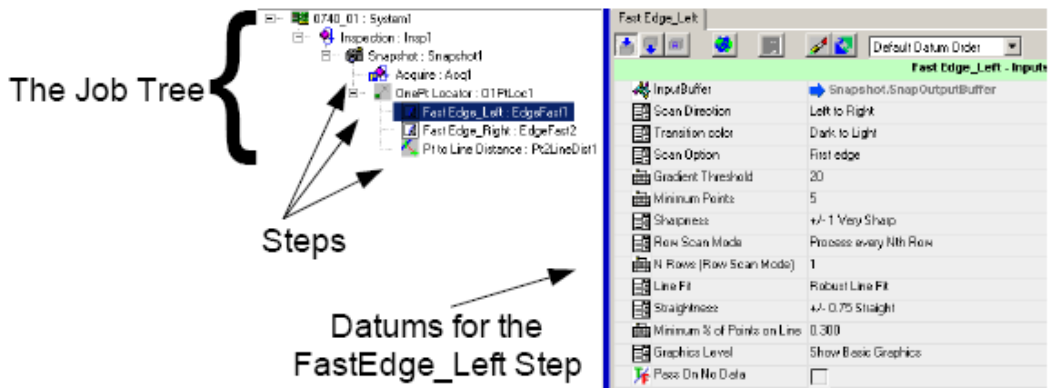 The Job Tree
0740_01 : System1
Inspection : Insp1
Snapshot : Snapshot1
Acquire : Acq1
OnePt Locator : O1PtLoc1
Fast Edge_Left : EdgeFast1
Fast Edge_Right : EdgeFast2
Pt to Line Distance : Pt2LineDist1
Steps
Datums for the
FastEdge_Left Step
Fast Edge_Left
Default Datum Order
Fast Edge_Left - Inputs
InputBuffer Snapshot.SnapOutputBuffer
Scan Direction Left to Right
Transition color Dark to Light
Scan Option First edge
Gradient Threshold 20
Minimum Points 5
Sharpness +/- 1 Very Sharp
Row Scan Mode Process every Nth Row
N Rows (Row Scan Mode) 1
Line Fit Robust Line Fit
Straightness +/- 0.75 Straight
Minimum % of Points on Line 0.300
Graphics Level Show Basic Graphics
Pass On No Data